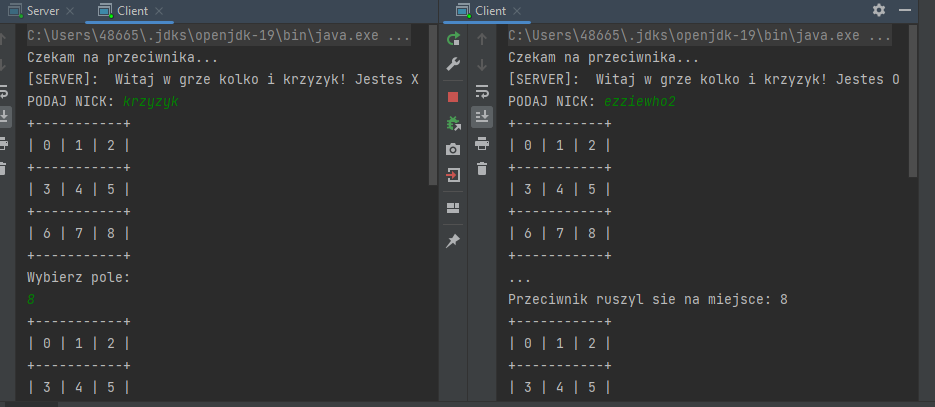 Server Client
C:\Users\48665\.jdks\openjdk-19\bin\java.exe ...
Czekam na przeciwnika...
[SERVER]:  Witaj w grze kolko i krzyzyk! Jestes X
PODAJ NICK: krzyzyk
+-----------+
| 0 | 1 | 2 |
+-----------+
| 3 | 4 | 5 |
+-----------+
| 6 | 7 | 8 |
+-----------+
Wybierz pole:
8
+-----------+
| 0 | 1 | 2 |
+-----------+
| 3 | 4 | 5 |
Client
C:\Users\48665\.jdks\openjdk-19\bin\java.exe ...
Czekam na przeciwnika...
[SERVER]:  Witaj w grze kolko i krzyzyk! Jestes O
PODAJ NICK: ezziewho2
+-----------+
| 0 | 1 | 2 |
+-----------+
| 3 | 4 | 5 |
+-----------+
| 6 | 7 | 8 |
+-----------+
...
Przeciwnik ruszyl sie na miejsce: 8
+-----------+
| 0 | 1 | 2 |
+-----------+
| 3 | 4 | 5 |